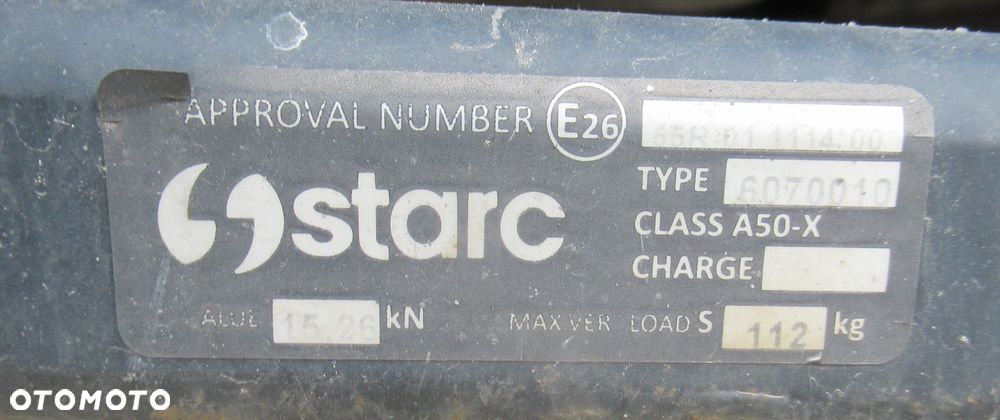 APPROVAL NUMBER E26 55R-01 1114/00
starc
TYPE 6070010
CLASS A50-X
CHARGE
ALUE 15.26 kN MAX VER LOAD S 112 kg
OTOMOTO